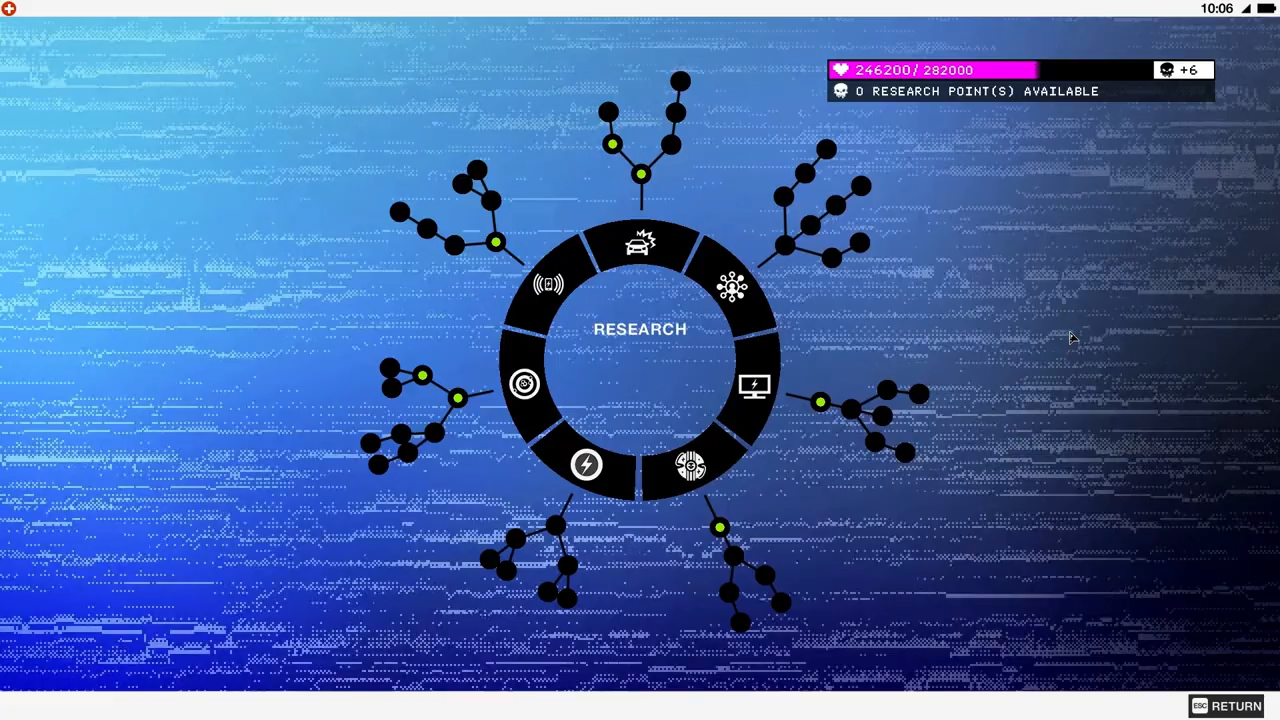 10:06
246200/ 282000
+6
0 RESEARCH POINT(S) AVAILABLE
RESEARCH
ESC RETURN